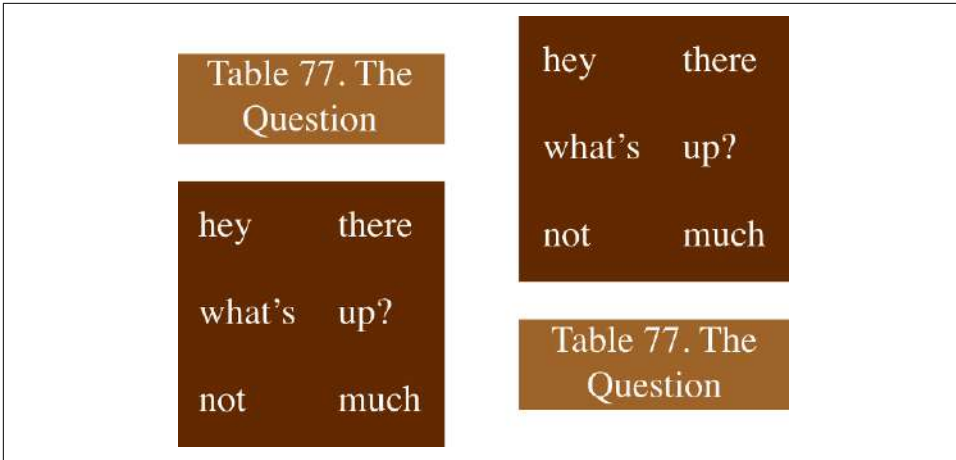 Table 77. The
Question
hey there
what's up?
not much
hey there
what's up?
not much
Table 77. The
Question